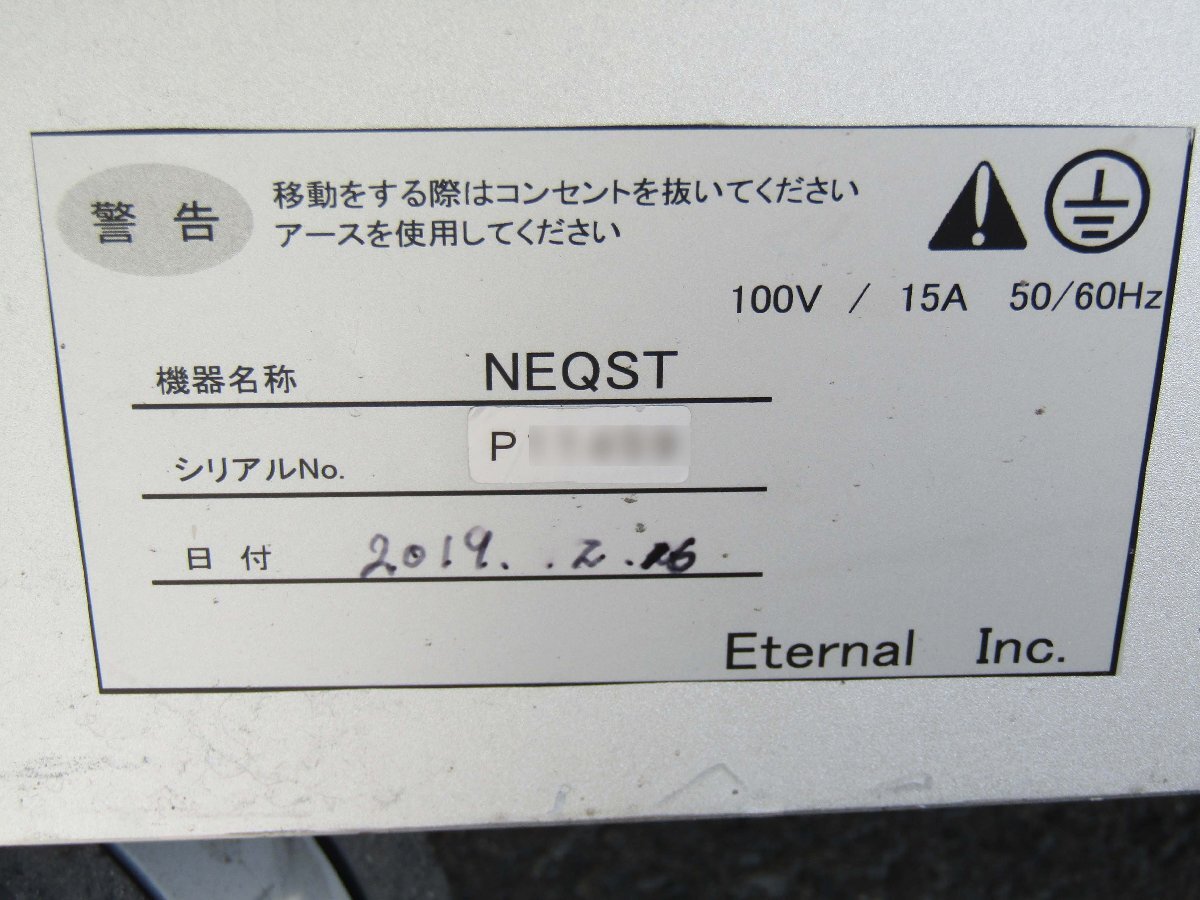 警 告
移動をする際はコンセントを抜いてください
アースを使用してください
100V / 15A 50/60Hz
機器名称 NEQST
シリアルNo. P
日 付 2019. . 2 .
Eternal Inc.